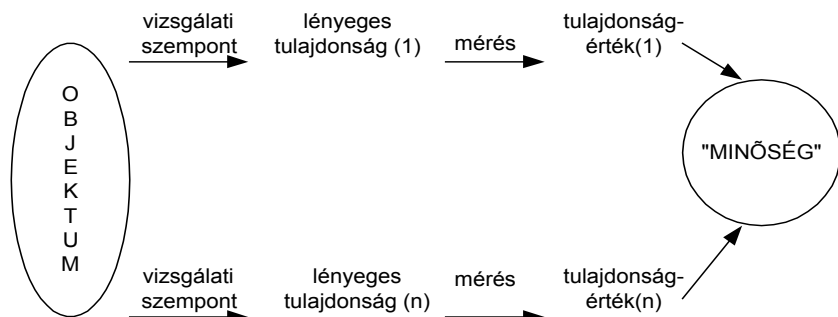 vizsgálati
szempont
lényeges
tulajdonság (1)
mérés
tulajdonság-
érték(1)
O
B
J
E
K
T
U
M
"MINÕSÉG"
vizsgálati
szempont
lényeges
tulajdonság (n)
mérés
tulajdonság-
érték(n)